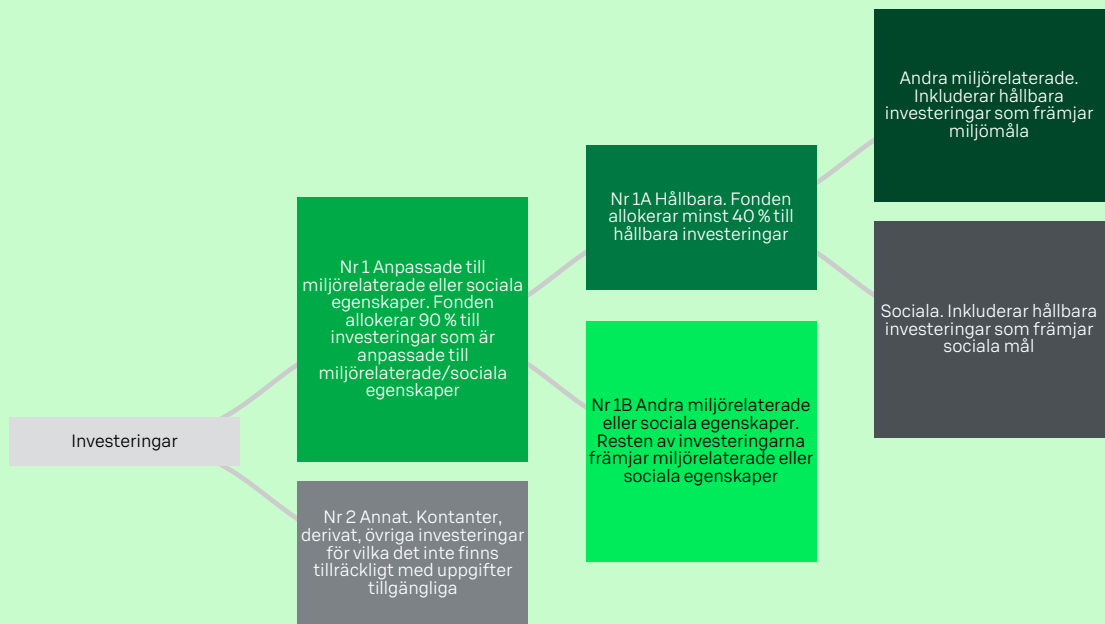 Investeringar
Nr 1 Anpassade till
miljörelaterade eller sociala
egenskaper. Fonden
allokerar 90 % till
investeringar som är
anpassade till
miljörelaterade/sociala
egenskaper
Nr 2 Annat. Kontanter,
derivat, övriga investeringar
för vilka det inte finns
tillräckligt med uppgifter
tillgängliga
Nr 1A Hållbara. Fonden
allokerar minst 40 % till
hållbara investeringar
Nr 1B Andra miljörelaterade
eller sociala egenskaper.
Resten av investeringarna
främjar miljörelaterade eller
sociala egenskaper
Andra miljörelaterade.
Inkluderar hållbara
investeringar som främjar
miljömåla
Sociala. Inkluderar hållbara
investeringar som främjar
sociala mål